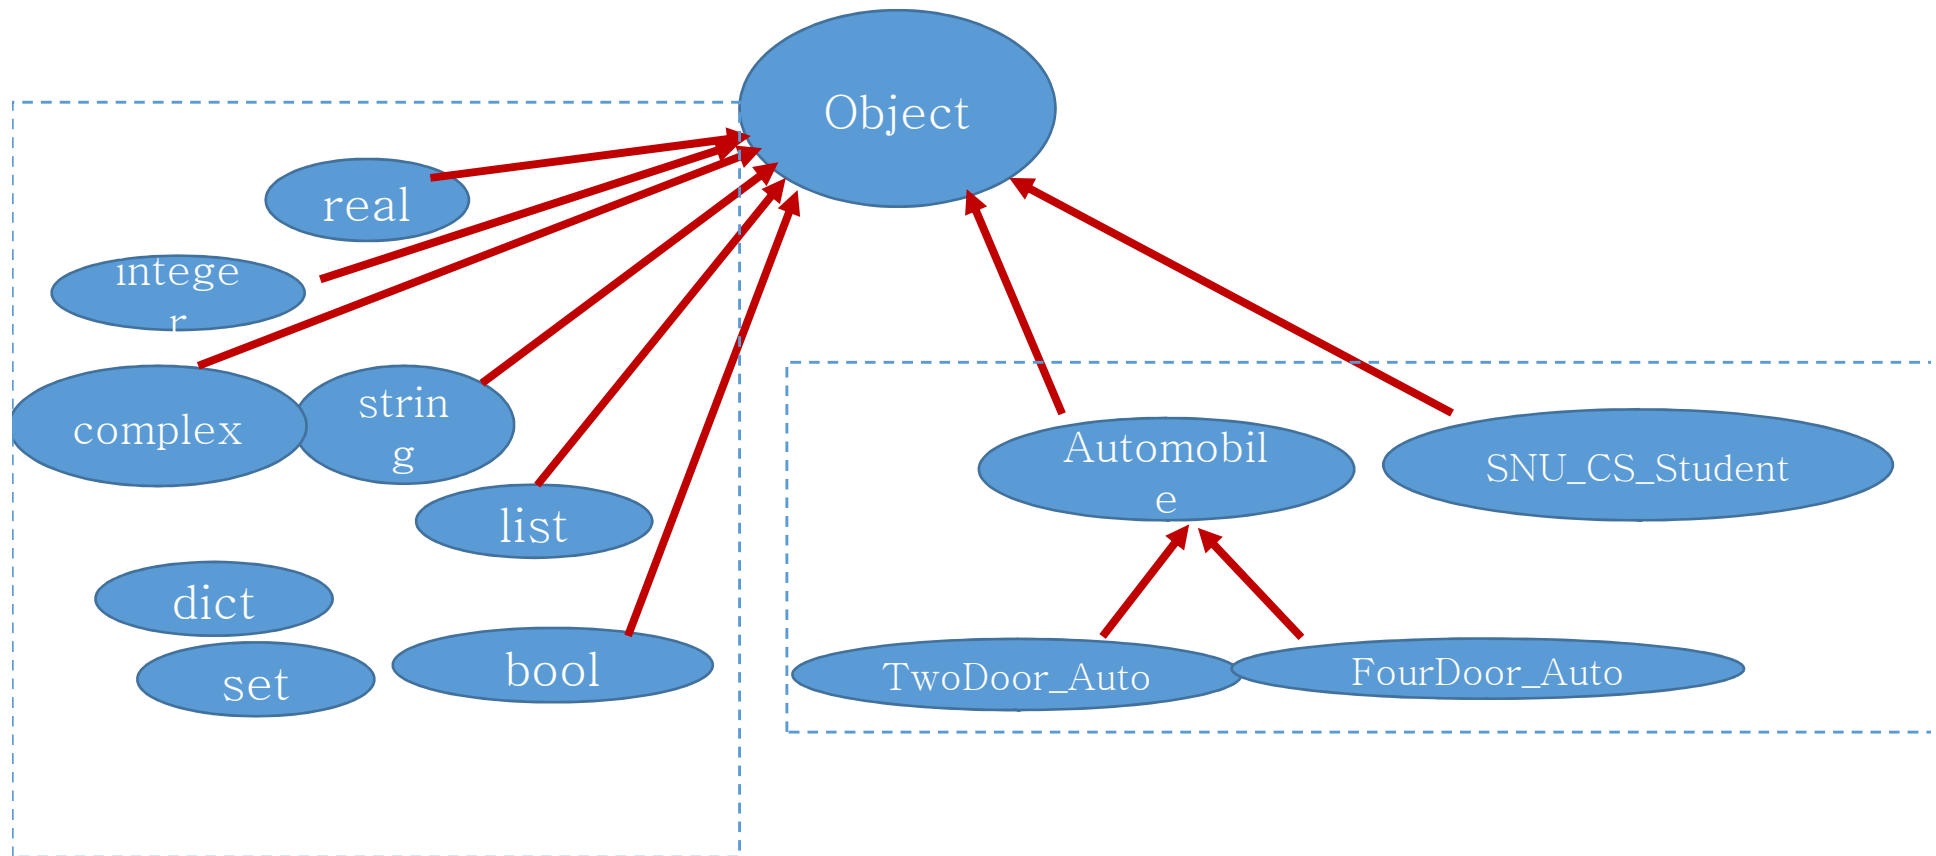 Object
real
intege
r
complex
strin
g
list
dict
set
bool
Automobil
e
SNU_CS_Student
TwoDoor_Auto
FourDoor_Auto